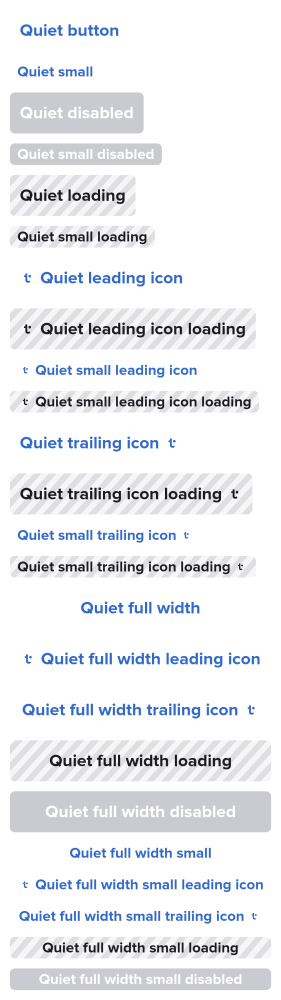 Quiet button
Quiet small
Quiet disabled
Quiet small disabled
Quiet loading
Quiet small loading
Quiet leading icon
Quiet leading icon loading
Quiet small leading icon
Quiet small leading icon loading
Quiet trailing icon
Quiet trailing icon loading
Quiet small trailing icon
Quiet small trailing icon loading
Quiet full width
Quiet full width leading icon
Quiet full width trailing icon
Quiet full width loading
Quiet full width disabled
Quiet full width small
Quiet full width small leading icon
Quiet full width small trailing icon
Quiet full width small loading
Quiet full width small disabled